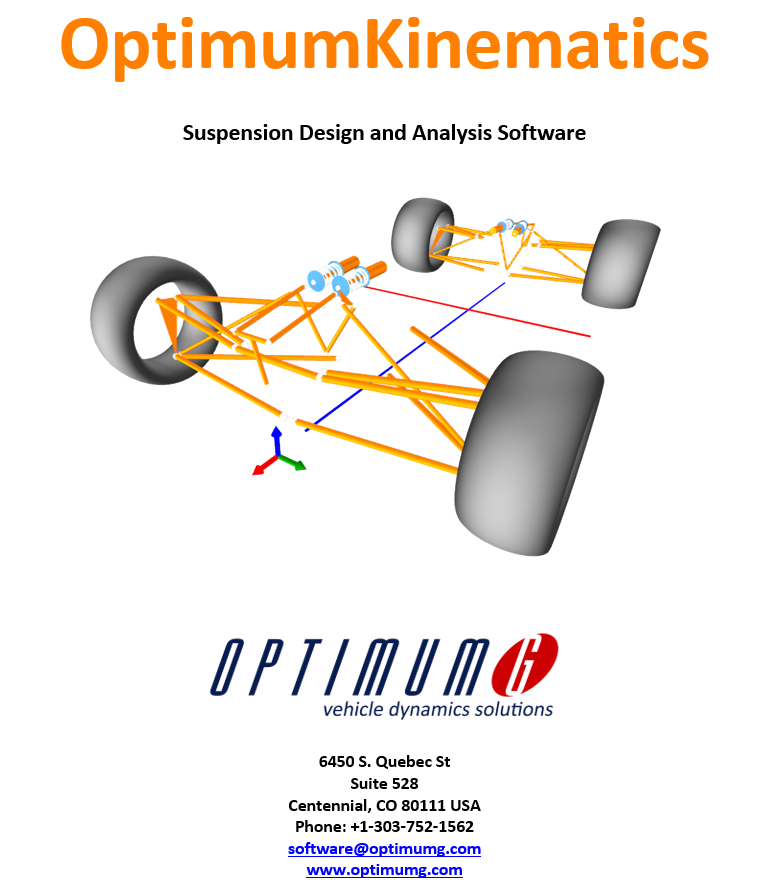 OptimumKinematics
Suspension Design and Analysis Software
OPTIMUMG
vehicle dynamics solutions
6450 S. Quebec St
Suite 528
Centennial, CO 80111 USA
Phone: +1-303-752-1562
software@optimumg.com
www.optimumg.com